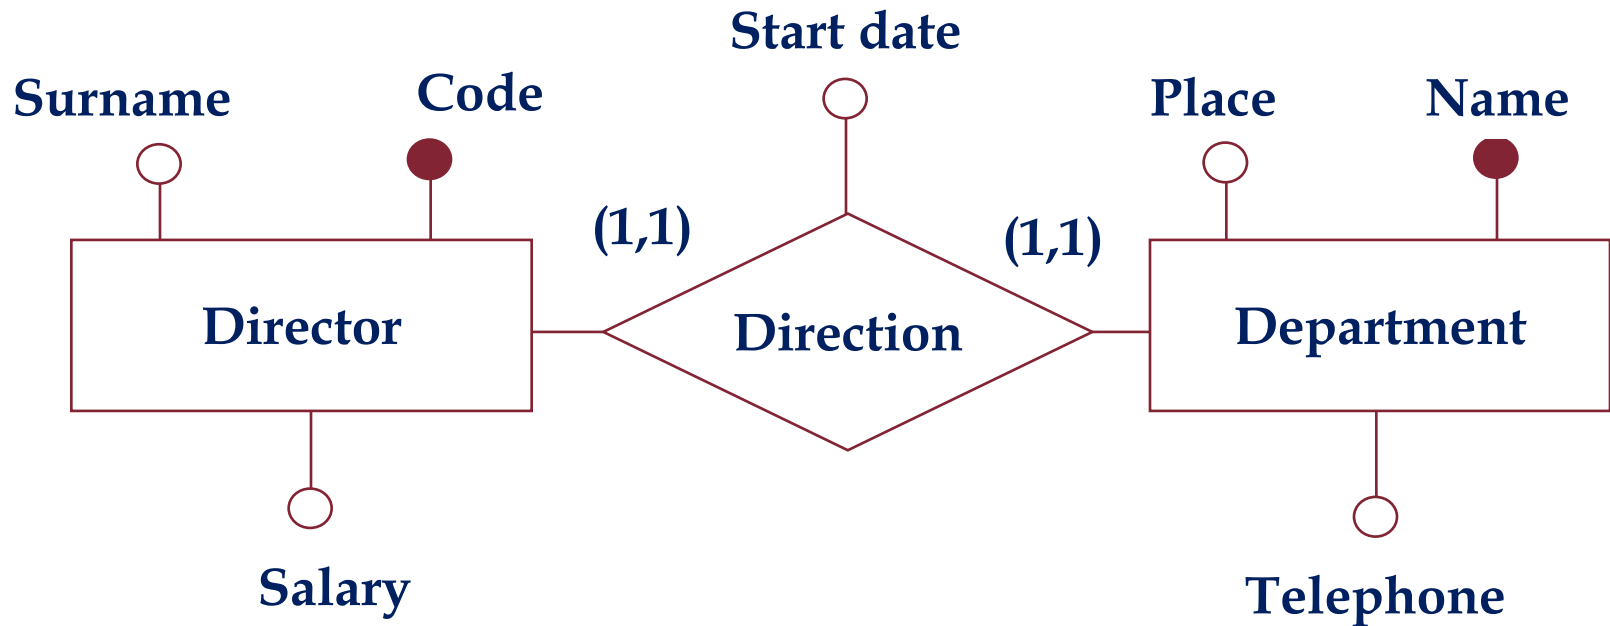 Start date
Surname
Code
Place
Name
(1,1)
(1,1)
Director
Direction
Department
Salary
Telephone